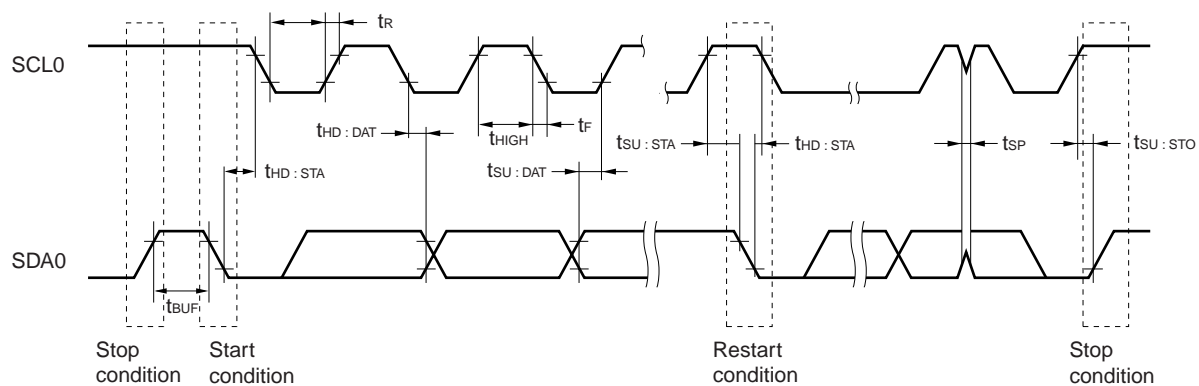 tR
SCL0
tHD : DAT
tHIGH
tF
tSU : STA
tHD : STA
tSP
tSU : STO
tHD : STA
tSU : DAT
SDA0
tBUF
Stop
condition
Start
condition
Restart
condition
Stop
condition